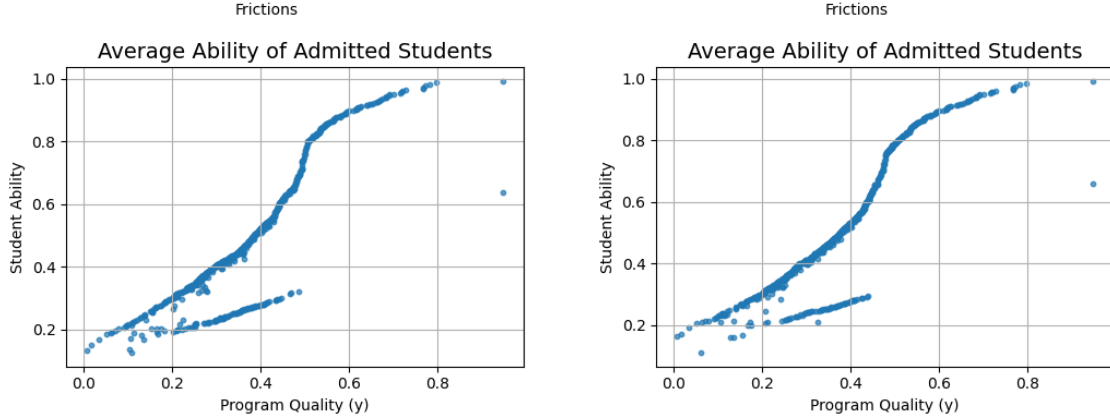 Frictions
Average Ability of Admitted Students
1.0
0.8
0.6
0.4
0.2
Student Ability
0.0 0.2 0.4 0.6 0.8
Program Quality (y)
Frictions
Average Ability of Admitted Students
1.0
0.8
0.6
0.4
0.2
Student Ability
0.0 0.2 0.4 0.6 0.8
Program Quality (y)